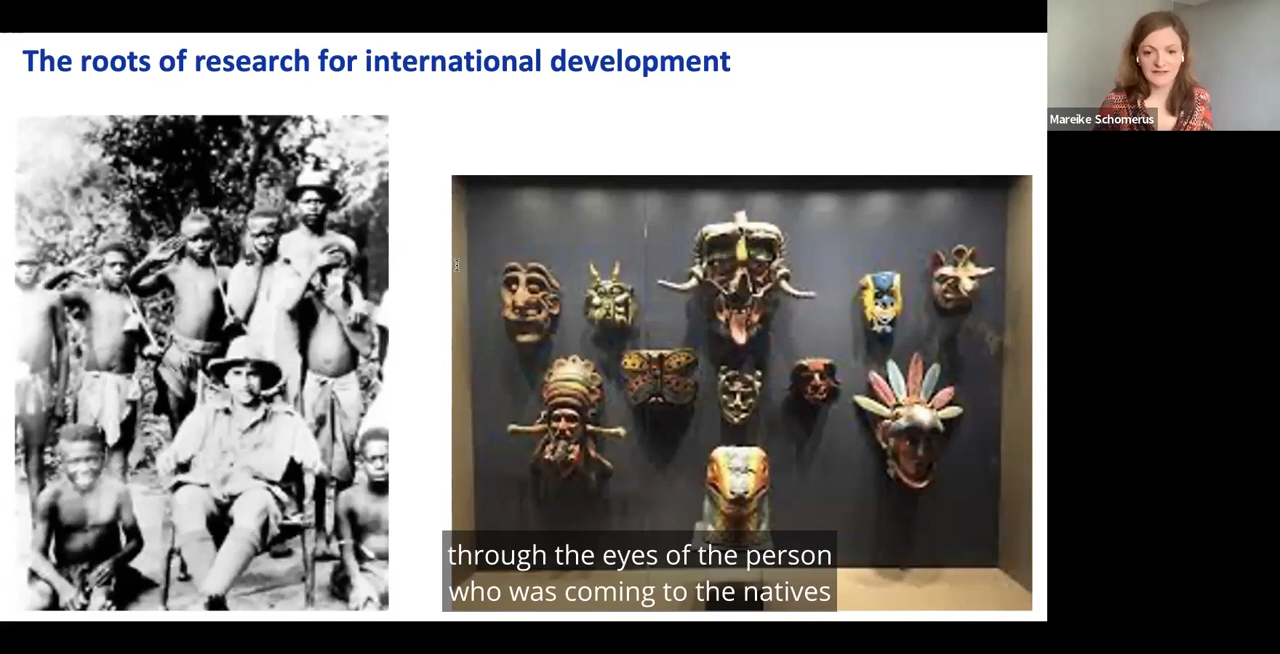 The roots of research for international development
Mareike Schomerus
through the eyes of the person
who was coming to the natives